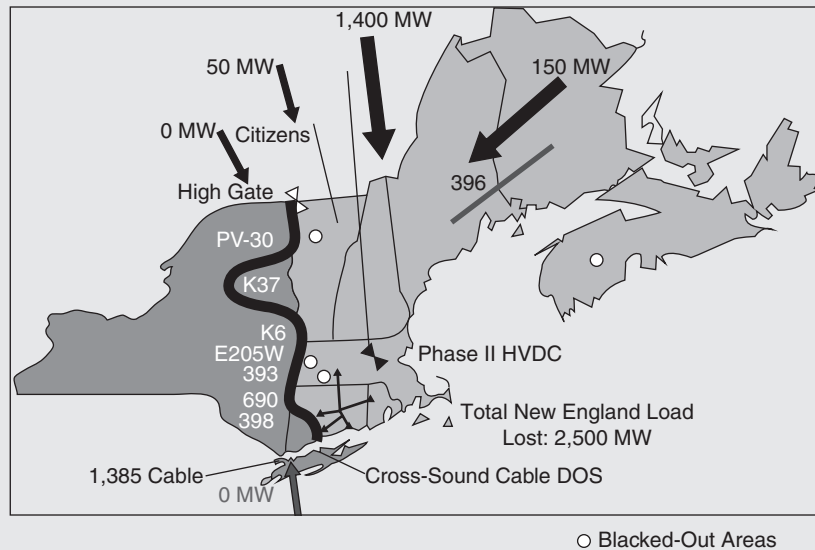 1,400 MW
50 MW
150 MW
0 MW
Citizens
396
High Gate
PV-30
K37
K6
E205W
393
690
398
Phase II HVDC
Total New England Load
Lost: 2,500 MW
1,385 Cable
Cross-Sound Cable DOS
0 MW
Blacked-Out Areas